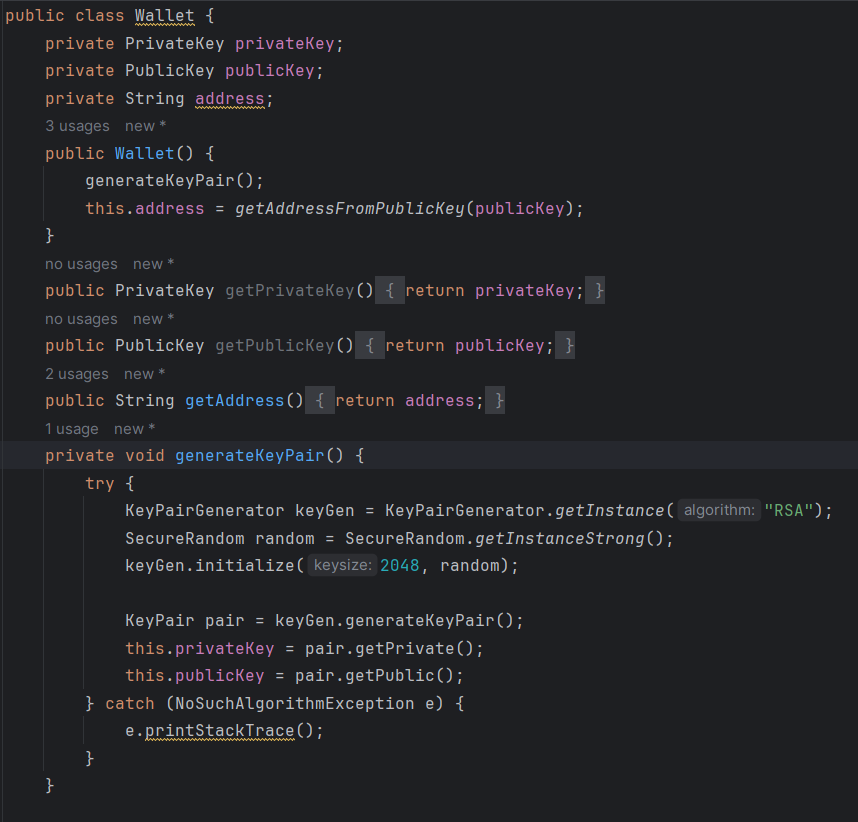 public class Wallet {
    private PrivateKey privateKey;
    private PublicKey publicKey;
    private String address;
    3 usages   new *
    public Wallet() {
        generateKeyPair();
        this.address = getAddressFromPublicKey(publicKey);
    }
    no usages   new *
    public PrivateKey getPrivateKey() { return privateKey; }
    no usages   new *
    public PublicKey getPublicKey() { return publicKey; }
    2 usages   new *
    public String getAddress() { return address; }
    1 usage   new *
    private void generateKeyPair() {
        try {
            KeyPairGenerator keyGen = KeyPairGenerator.getInstance( algorithm: "RSA");
            SecureRandom random = SecureRandom.getInstanceStrong();
            keyGen.initialize( keysize: 2048, random);

            KeyPair pair = keyGen.generateKeyPair();
            this.privateKey = pair.getPrivate();
            this.publicKey = pair.getPublic();
        } catch (NoSuchAlgorithmException e) {
            e.printStackTrace();
        }
    }